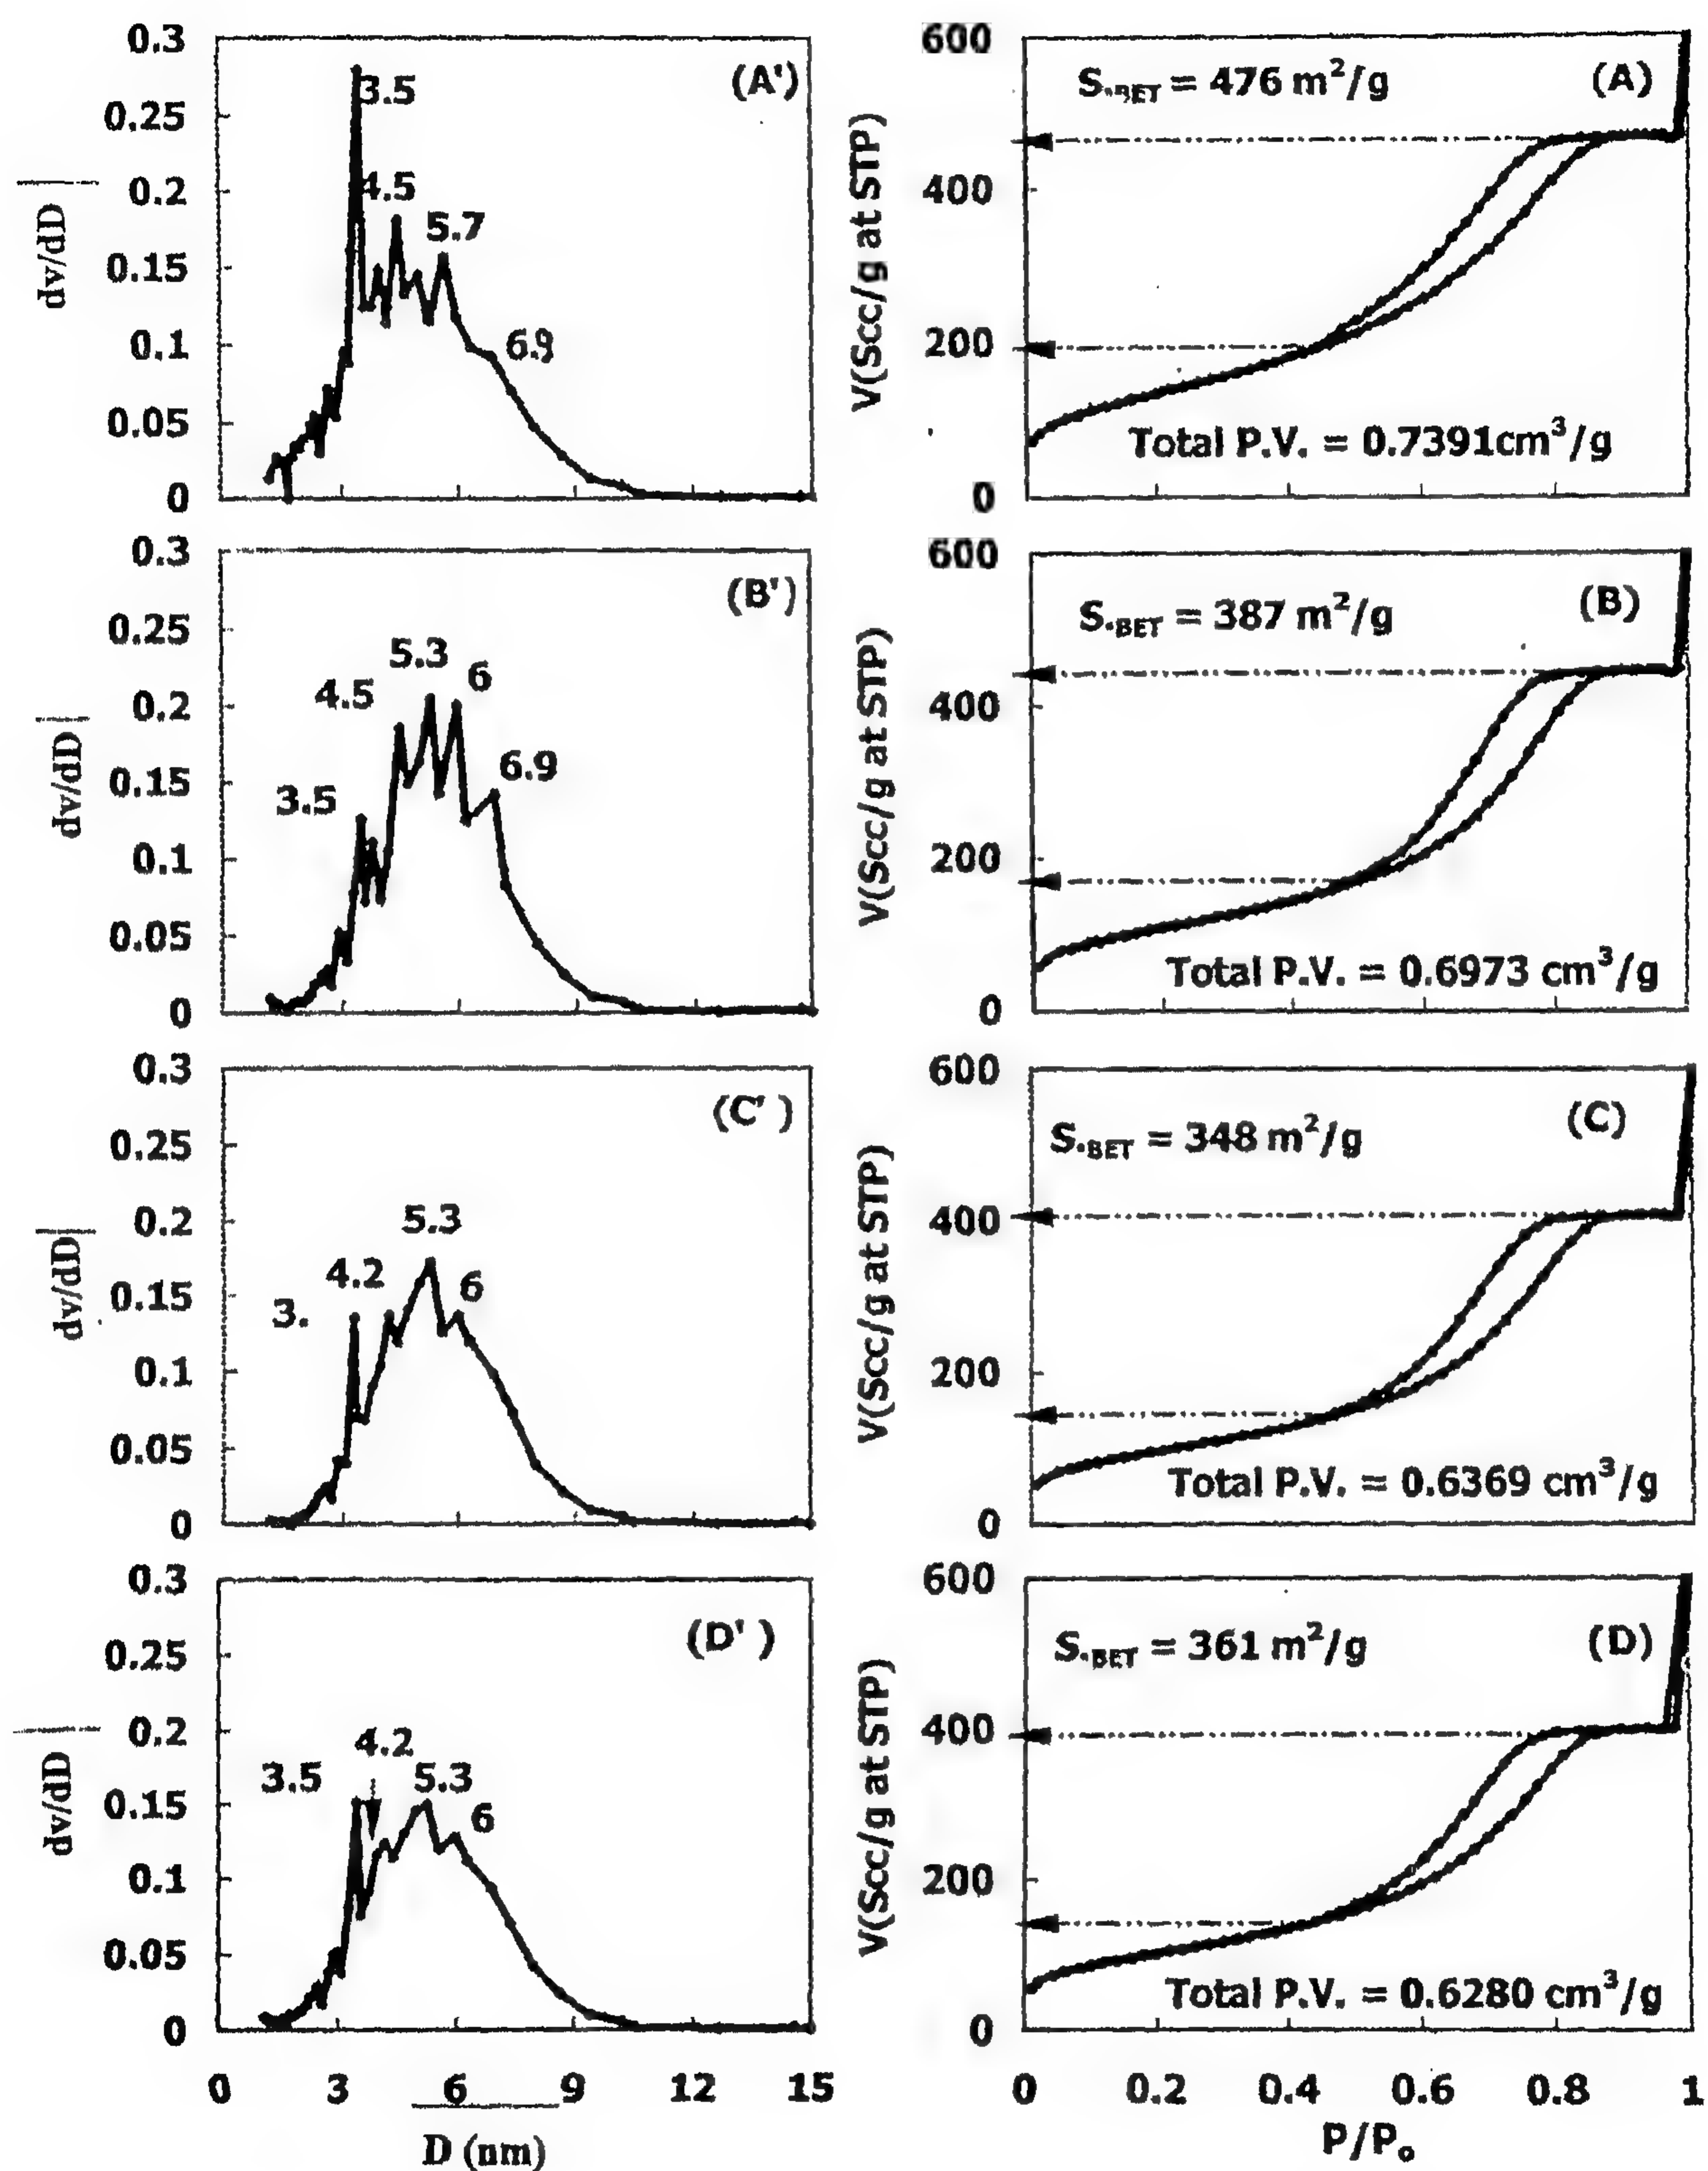 0.3
0.25
0.2
0.15
0.1
0.05
0
dv/dD
(A')
3.5
4.5
5.7
6.9
600
400
200
0
V(Scc/g at STP)
S.BET = 476 m²/g
(A)
Total P.V. = 0.7391cm³/g
0.3
0.25
0.2
0.15
0.1
0.05
0
dv/dD
(B')
3.5
4.5
5.3
6
6.9
600
400
200
0
V(Scc/g at STP)
S.BET = 387 m²/g
(B)
Total P.V. = 0.6973 cm³/g
0.3
0.25
0.2
0.15
0.1
0.05
0
dv/dD
(C' )
3.
4.2
5.3
6
600
400
200
0
V(Scc/g at STP)
S.BET = 348 m²/g
(C)
Total P.V. = 0.6369 cm³/g
0.3
0.25
0.2
0.15
0.1
0.05
0
dv/dD
(D' )
3.5
4.2
5.3
6
0 3 6 9 12 15
D (nm)
600
400
200
0
V(Scc/g at STP)
S.BET = 361 m²/g
(D)
Total P.V. = 0.6280 cm³/g
0 0.2 0.4 0.6 0.8 1
P/Po